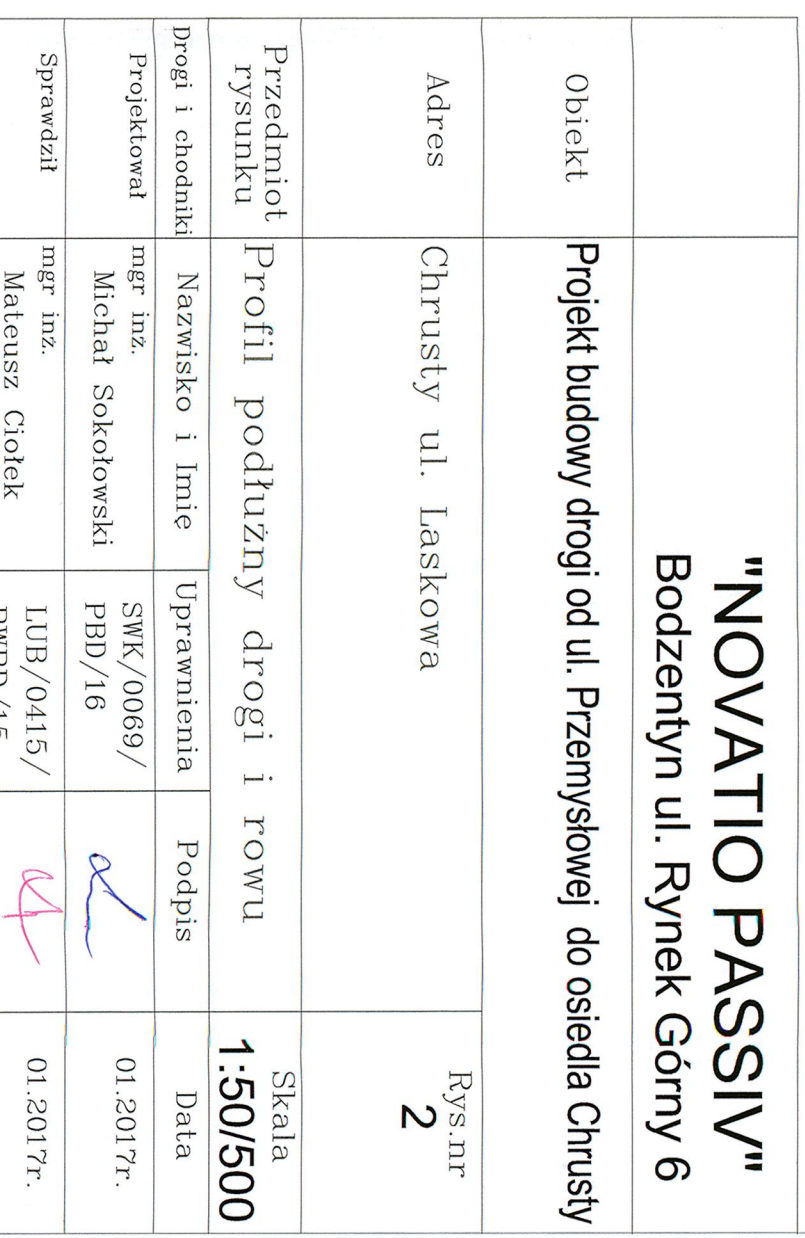 "NOVATIO PASSIV"
Bodzentyn ul. Rynek Górny 6
Obiekt
Projekt budowy drogi od ul. Przemysłowej do osiedla Chrusty
Adres
Chrusty ul. Laskowa
Rys.nr
2
Przedmiot
rysunku
Profil podłużny drogi i rowu
Skala
1:50/500
Drogi i chodniki
Nazwisko i Imię
Uprawnienia
Podpis
Data
Projektował
mgr inż.
Michał Sokołowski
SWK/0069/
PBD/16
01.2017r.
Sprawdził
mgr inż.
Mateusz Ciołek
LUB/0415/
01.2017r.